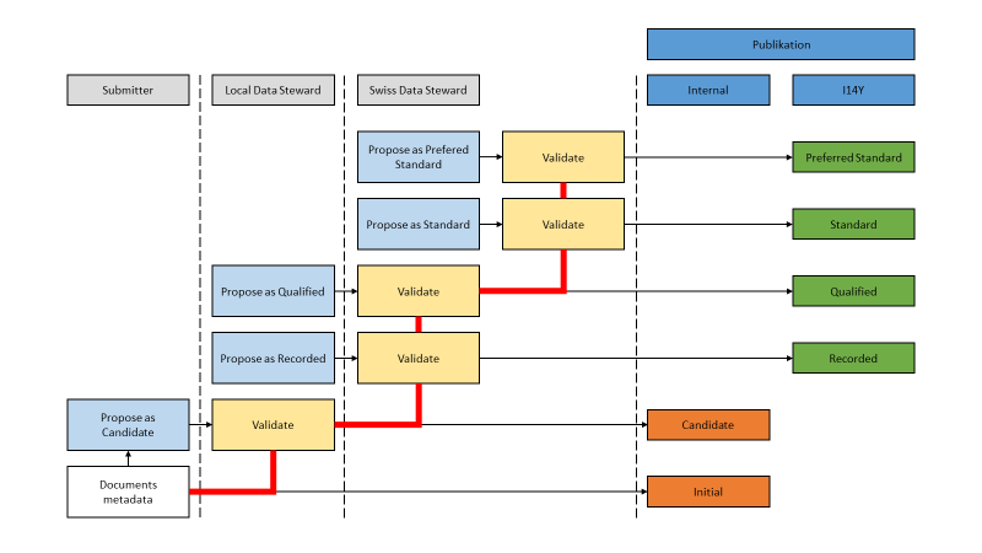 Publikation
Submitter
Local Data Steward
Swiss Data Steward
Internal
I14Y
Propose as Prefered
Standard
Validate
Preferred Standard
Propose as Standard
Validate
Standard
Propose as Qualified
Validate
Qualified
Propose as Recorded
Validate
Recorded
Propose as
Candidate
Validate
Candidate
Documents
metadata
Initial